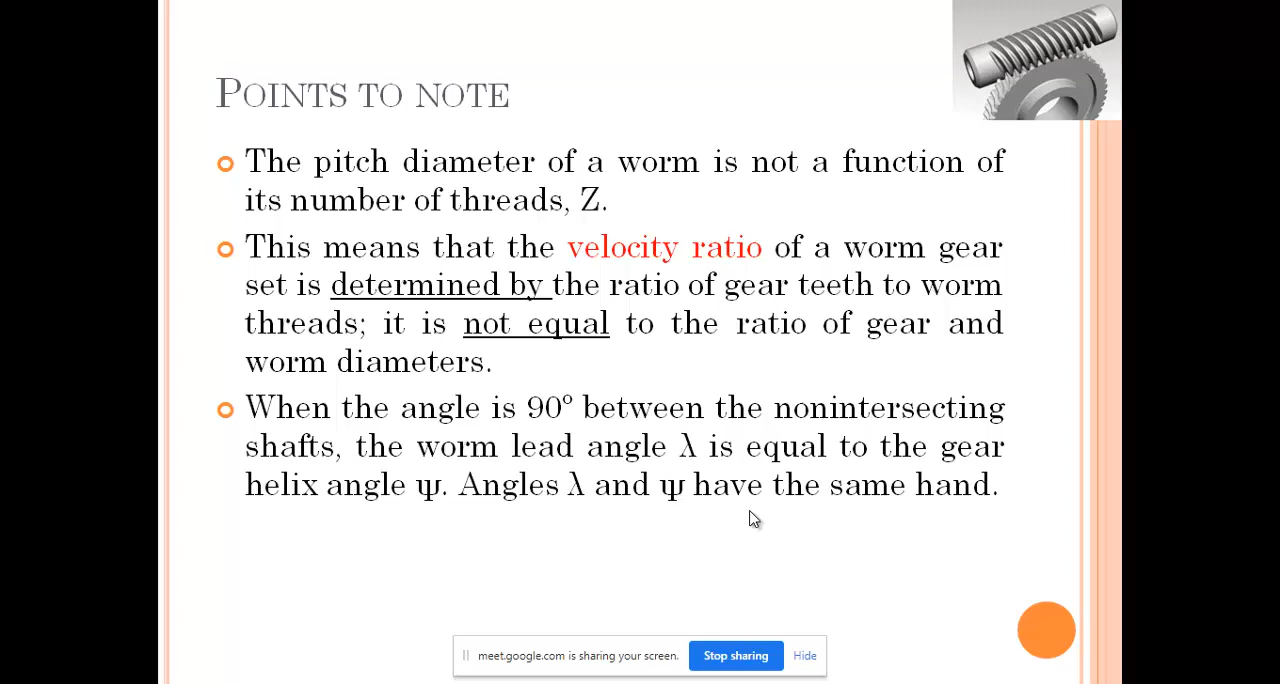 POINTS TO NOTE
The pitch diameter of a worm is not a function of
its number of threads, Z.
This means that the velocity ratio of a worm gear
set is determined by the ratio of gear teeth to worm
threads; it is not equal to the ratio of gear and
worm diameters.
When the angle is 90º between the nonintersecting
shafts, the worm lead angle λ is equal to the gear
helix angle ψ. Angles λ and ψ have the same hand.
meet.google.com is sharing your screen. Stop sharing Hide